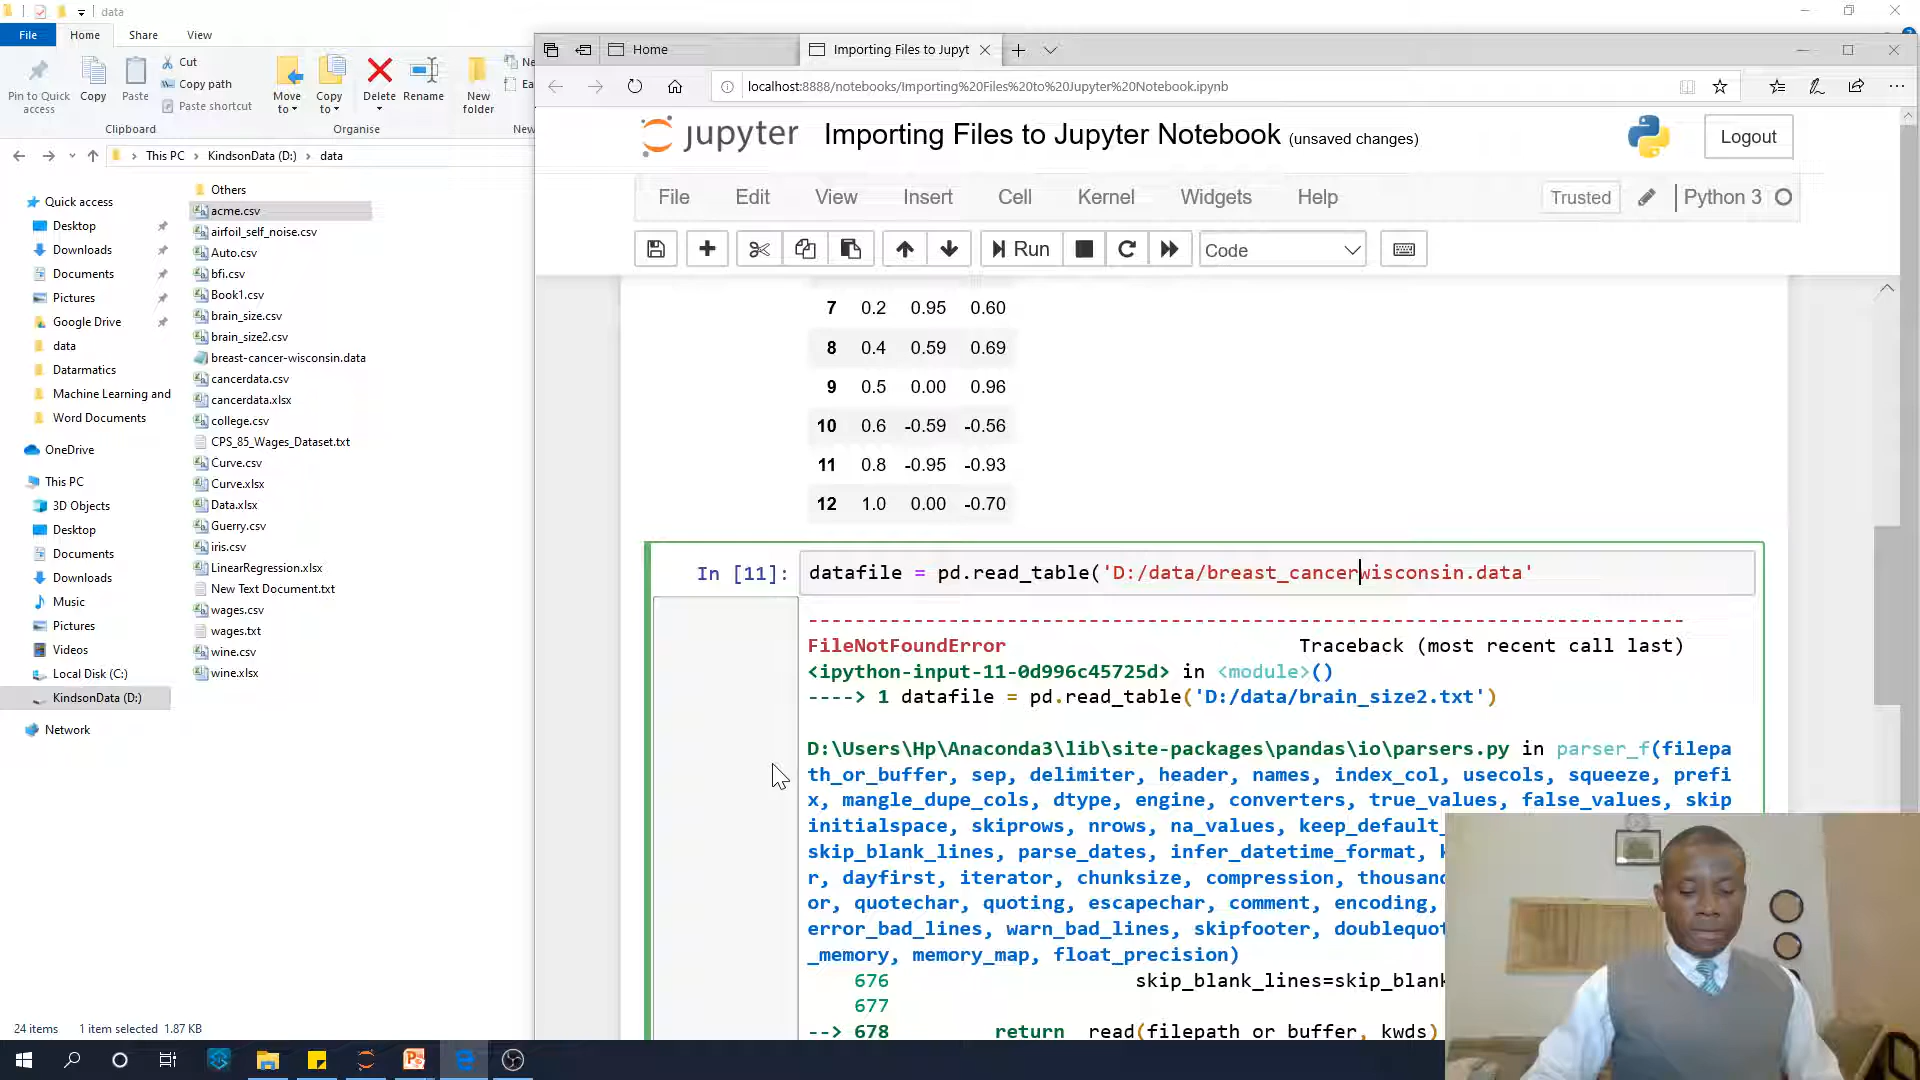 data
File Home Share View
Pin to Quick access
Copy
Paste
Cut
Copy path
Paste shortcut
Move to
Copy to
Delete
Rename
New folder
Clipboard
Organise
This PC > KindsonData (D:) > data
Quick access
Desktop
Downloads
Documents
Pictures
Google Drive
data
Datarmatics
Machine Learning and
Word Documents
OneDrive
This PC
3D Objects
Desktop
Documents
Downloads
Music
Pictures
Videos
Local Disk (C:)
KindsonData (D:)
Network
Others
acme.csv
airfoil_self_noise.csv
Auto.csv
bfi.csv
Book1.csv
brain_size.csv
brain_size2.csv
breast-cancer-wisconsin.data
cancerdata.csv
cancerdata.xlsx
college.csv
CPS_85_Wages_Dataset.txt
Curve.csv
Curve.xlsx
Data.xlsx
Guerry.csv
iris.csv
LinearRegression.xlsx
New Text Document.txt
wages.csv
wages.txt
wine.csv
wine.xlsx
24 items 1 item selected 1.87 KB
Home
Importing Files to Jupyt
localhost:8888/notebooks/Importing%20Files%20to%20Jupyter%20Notebook.ipynb
jupyter Importing Files to Jupyter Notebook (unsaved changes)
Logout
File Edit View Insert Cell Kernel Widgets Help
Trusted Python 3
Run Code
7 0.2 0.95 0.60
8 0.4 0.59 0.69
9 0.5 0.00 0.96
10 0.6 -0.59 -0.56
11 0.8 -0.95 -0.93
12 1.0 0.00 -0.70
In [11]: datafile = pd.read_table('D:/data/breast_cancerwisconsin.data'
---------------------------------------------------------------------------
FileNotFoundError Traceback (most recent call last)
<ipython-input-11-0d996c45725d> in <module>()
----> 1 datafile = pd.read_table('D:/data/brain_size2.txt')
D:\Users\Hp\Anaconda3\lib\site-packages\pandas\io\parsers.py in parser_f(filepa
th_or_buffer, sep, delimiter, header, names, index_col, usecols, squeeze, prefi
x, mangle_dupe_cols, dtype, engine, converters, true_values, false_values, skip
initialspace, skiprows, nrows, na_values, keep_default_
skip_blank_lines, parse_dates, infer_datetime_format,
r, dayfirst, iterator, chunksize, compression, thousand
or, quotechar, quoting, escapechar, comment, encoding,
error_bad_lines, warn_bad_lines, skipfooter, doublequot
_memory, memory_map, float_precision)
676 skip_blank_lines=skip_blank
677
--> 678 return _read(filepath_or_buffer, kwds)